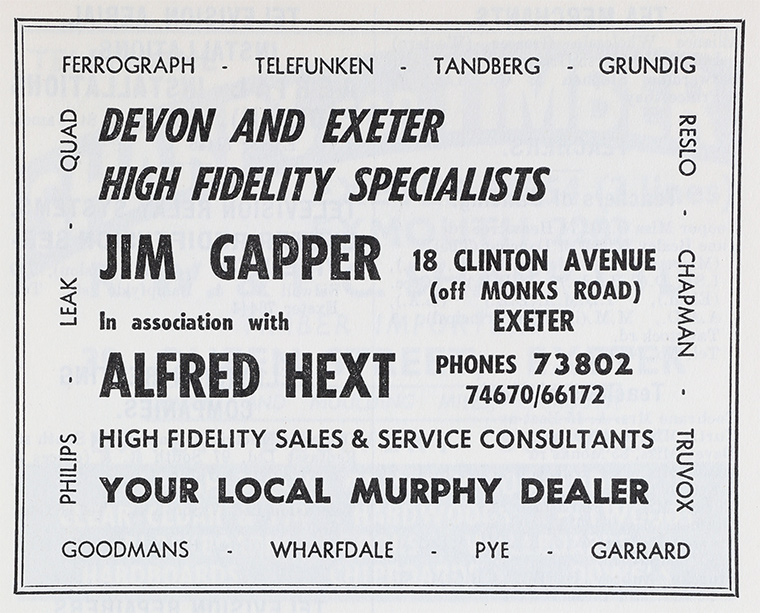 FERROGRAPH - TELEFUNKEN - TANDBERG - GRUNDIG
PHILIPS - LEAK QUAD
DEVON AND EXETER
HIGH FIDELITY SPECIALISTS
JIM GAPPER
In association with
ALFRED HEXT
18 CLINTON AVENUE
(off MONKS ROAD)
EXETER
PHONES 73802
74670/66172
HIGH FIDELITY SALES & SERVICE CONSULTANTS
YOUR LOCAL MURPHY DEALER
RESLO - CHAPMAN - TRUVOX
GOODMANS - WHARFDALE - PYE - GARRARD